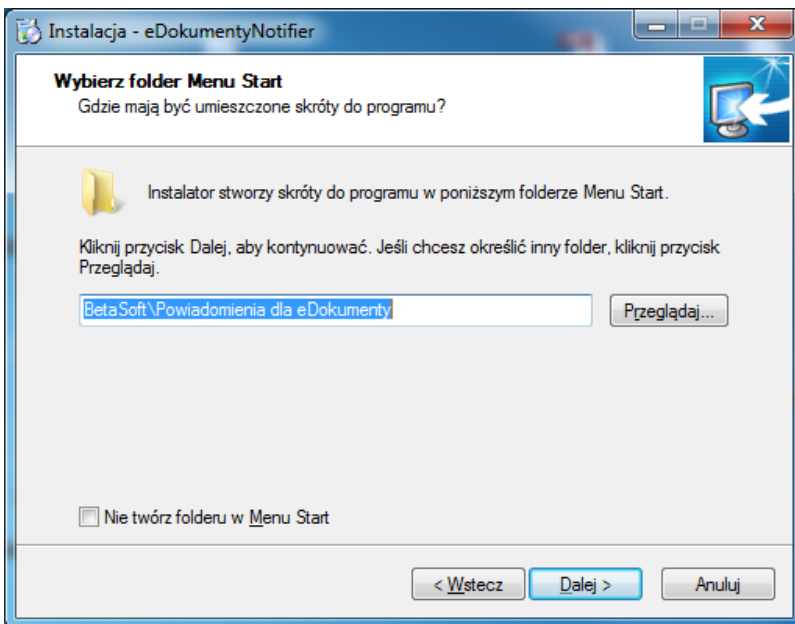 Instalacja - eDokumentyNotifier
Wybierz folder Menu Start
Gdzie mają być umieszczone skróty do programu?
Instalator stworzy skróty do programu w poniższym folderze Menu Start.
Kliknij przycisk Dalej, aby kontynuować. Jeśli chcesz określić inny folder, kliknij przycisk
Przeglądaj.
BetaSoft\Powiadomienia dla eDokumenty
Przeglądaj...
Nie twórz folderu w Menu Start
< Wstecz
Dalej >
Anuluj